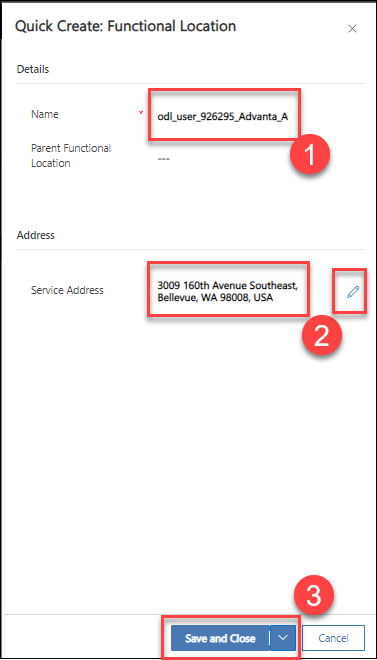 Quick Create: Functional Location
Details
Name * odl_user_926295_Advanta_A
1
Parent Functional
Location
---
Address
Service Address
3009 160th Avenue Southeast,
Bellevue, WA 98008, USA
2
3
Save and Close
Cancel